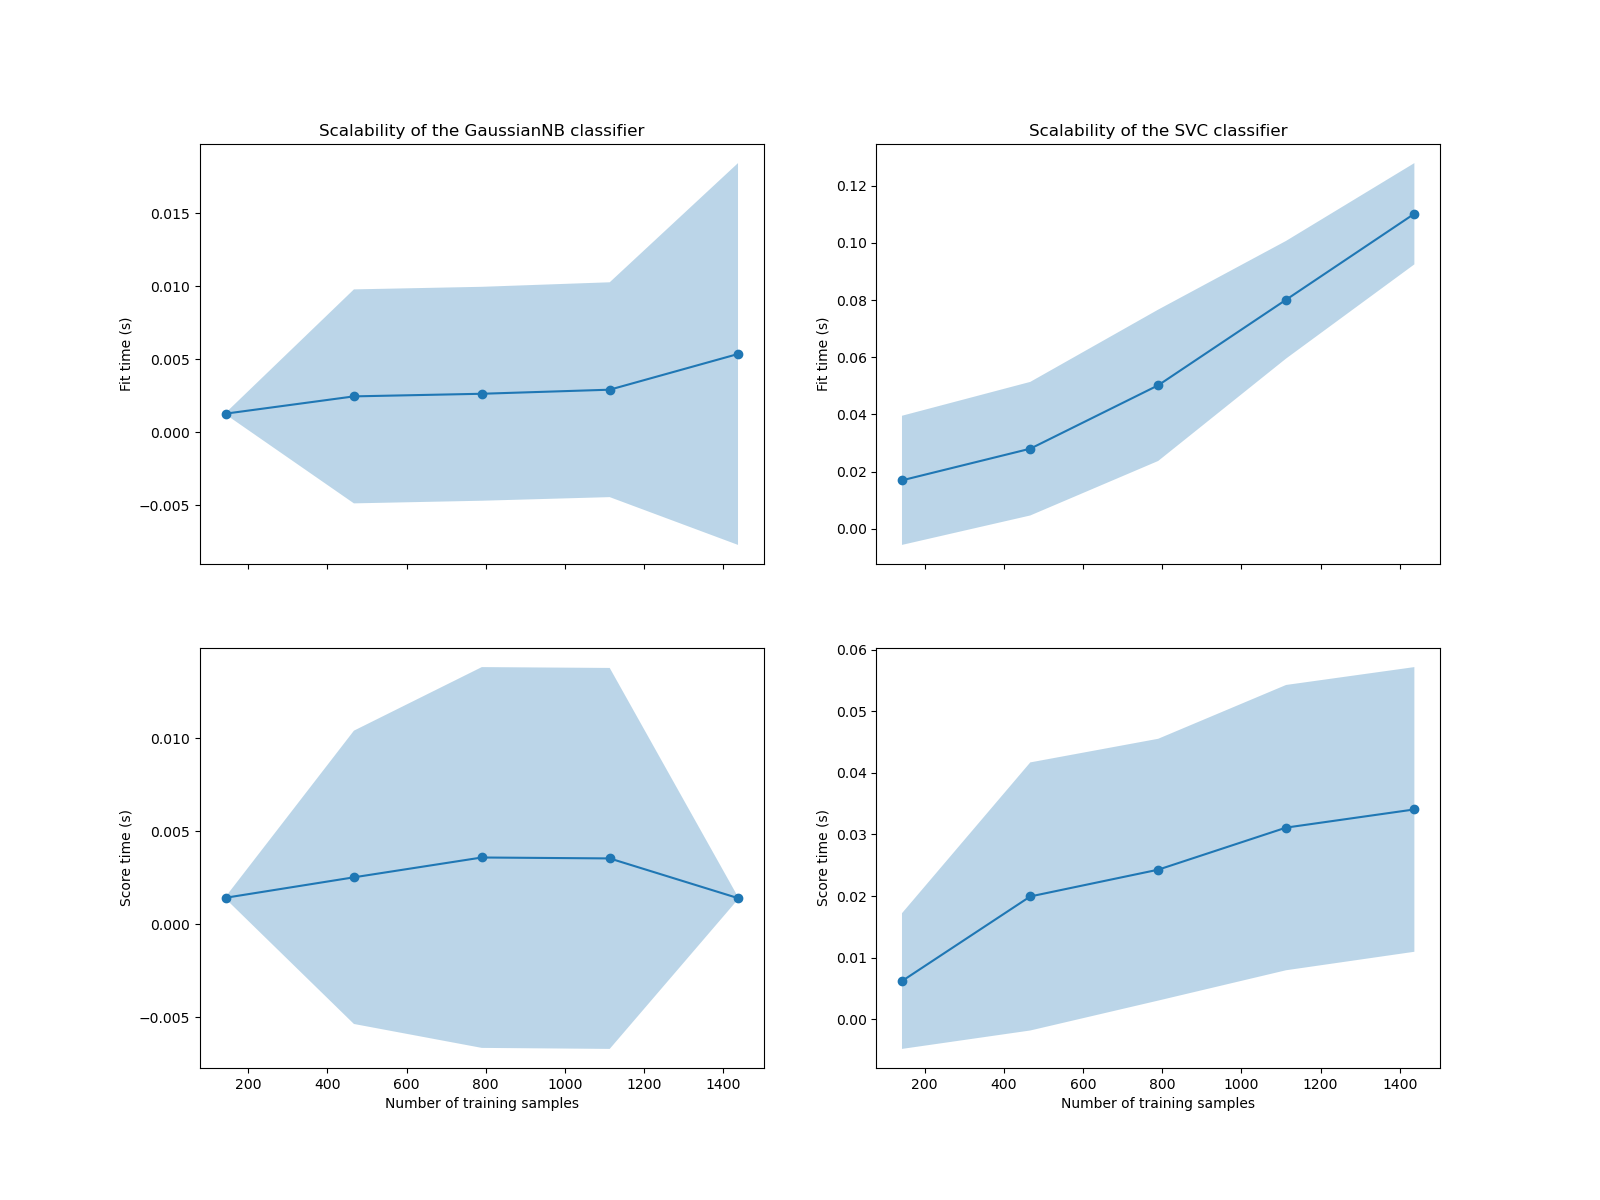 Scalability of the GaussianNB classifier
Fit time (s)
0.015
0.010
0.005
0.000
−0.005
Scalability of the SVC classifier
Fit time (s)
0.12
0.10
0.08
0.06
0.04
0.02
0.00
Score time (s)
0.010
0.005
0.000
−0.005
200 400 600 800 1000 1200 1400
Number of training samples
Score time (s)
0.06
0.05
0.04
0.03
0.02
0.01
0.00
200 400 600 800 1000 1200 1400
Number of training samples